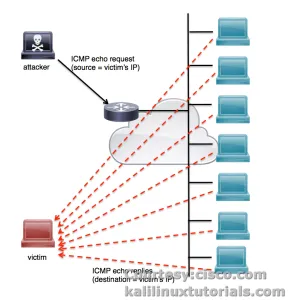 ICMP echo request
(source = victim's IP)
attacker
victim
ICMP echo replies
(destination = victim's IP)
Courtesy:cisco.com
kalilinuxtutorials.com